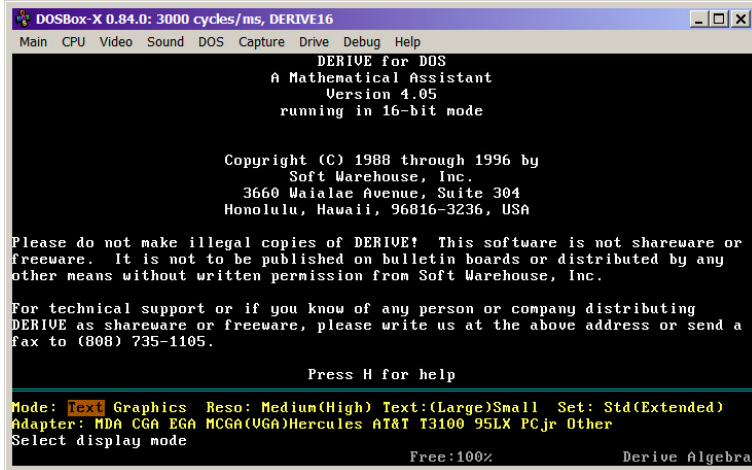 DOSBox-X 0.84.0: 3000 cycles/ms, DERIVE16
Main CPU Video Sound DOS Capture Drive Debug Help
DERIVE for DOS
A Mathematical Assistant
Version 4.05
running in 16-bit mode
Copyright (C) 1988 through 1996 by
Soft Warehouse, Inc.
3660 Waialae Avenue, Suite 304
Honolulu, Hawaii, 96816-3236, USA
Please do not make illegal copies of DERIVE! This software is not shareware or
freeware. It is not to be published on bulletin boards or distributed by any
other means without written permission from Soft Warehouse, Inc.
For technical support or if you know of any person or company distributing
DERIVE as shareware or freeware, please write us at the above address or send a
fax to (808) 735-1105.
Press H for help
Mode: Text Graphics Reso: Medium(High) Text:(Large)Small Set: Std(Extended)
Adapter: MDA CGA EGA MCGA(VGA)Hercules AT&T T3100 95LX PCjr Other
Select display mode
Free:100% Derive Algebra